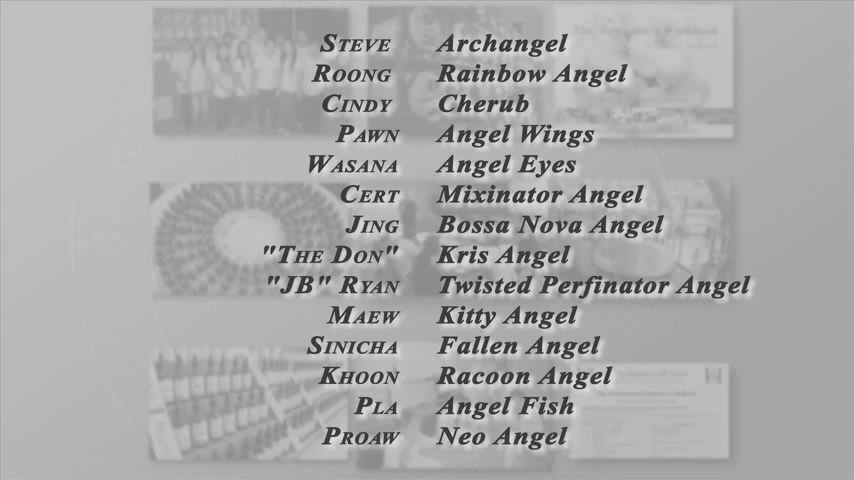 STEVE Archangel
ROONG Rainbow Angel
CINDY Cherub
PAWN Angel Wings
WASANA Angel Eyes
CERT Mixinator Angel
JING Bossa Nova Angel
"THE DON" Kris Angel
"JB" RYAN Twisted Perfinator Angel
MAEW Kitty Angel
SINICHA Fallen Angel
KHOON Racoon Angel
PLA Angel Fish
PROAW Neo Angel